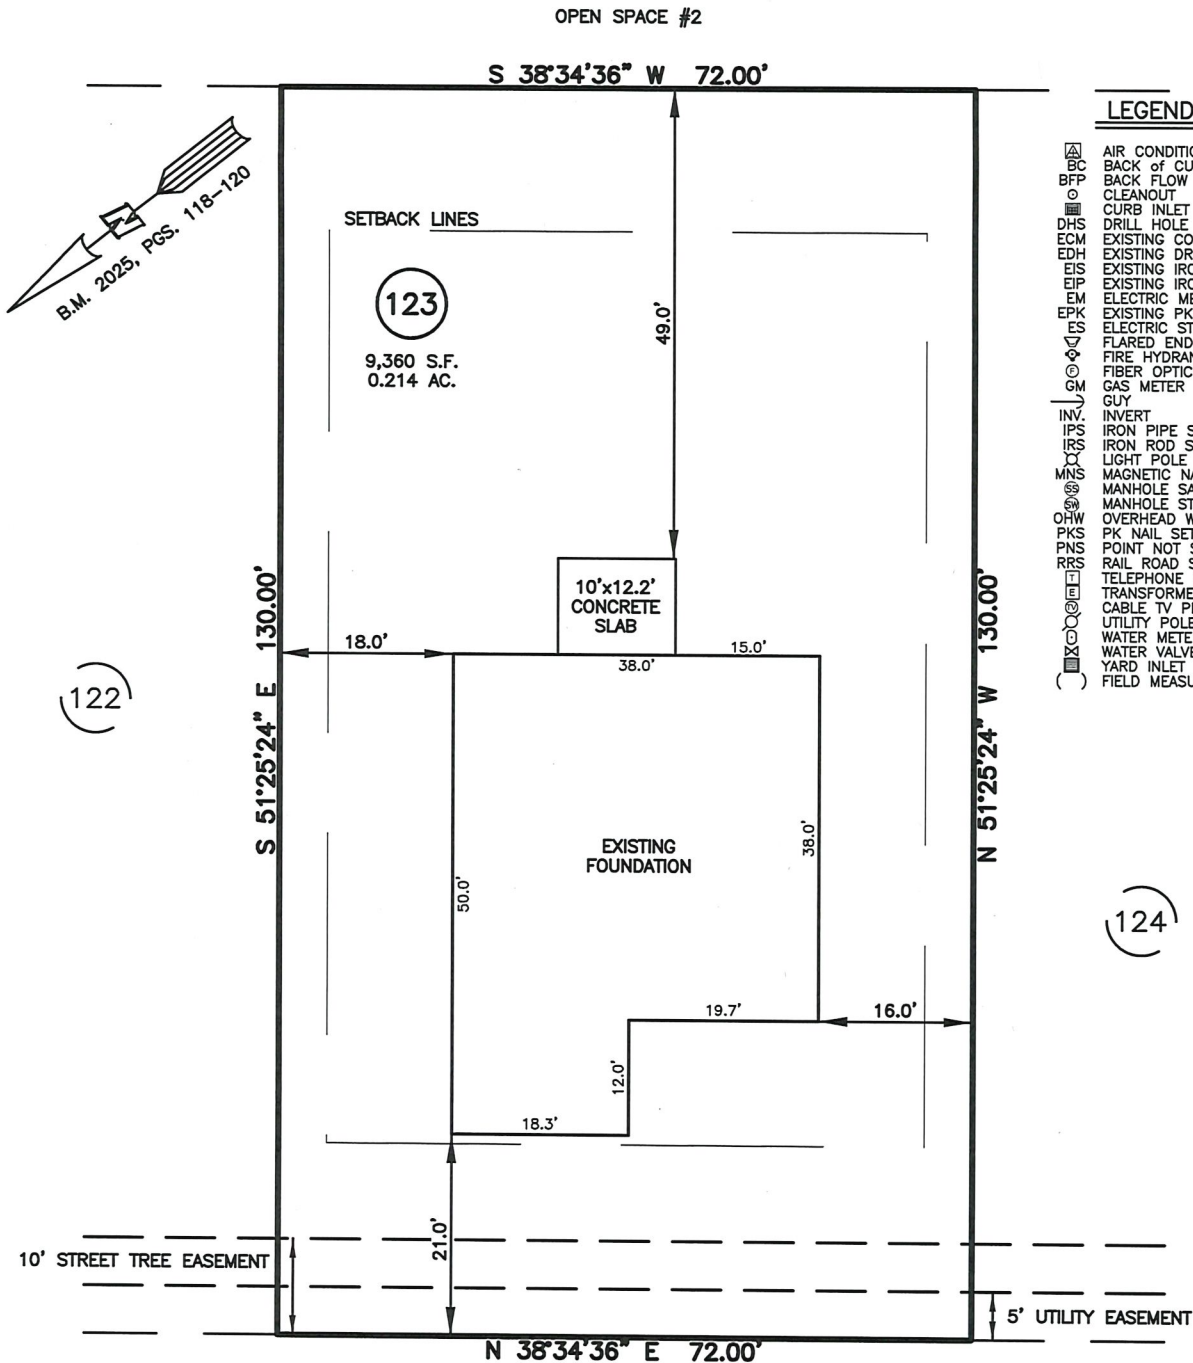 OPEN SPACE #2
S 38°34'36" W 72.00'
LEGEND
B.M. 2025, PGS. 118-120
N
SETBACK LINES
123
9,360 S.F.
0.214 AC.
49.0'
A AIR CONDITIO
BC BACK of CU
BFP BACK FLOW
CLEANOUT
CURB INLET
DHS DRILL HOLE
ECM EXISTING CO
EDH EXISTING DR
EIS EXISTING IRO
EIP EXISTING IRO
EM ELECTRIC ME
EPK EXISTING PK
ES ELECTRIC ST
FLARED END
FIRE HYDRAN
F FIBER OPTIC
GM GAS METER
GUY
INV. INVERT
IPS IRON PIPE S
IRS IRON ROD S
LIGHT POLE
MNS MAGNETIC NA
SS MANHOLE SA
SW MANHOLE ST
OHW OVERHEAD W
PKS PK NAIL SET
PNS POINT NOT S
RRS RAIL ROAD S
T TELEPHONE
E TRANSFORME
TV CABLE TV P
UTILITY POLE
WATER METE
WATER VALVE
YARD INLET
( ) FIELD MEASU
10'x12.2'
CONCRETE
SLAB
18.0'
38.0'
15.0'
S 51°25'24" E 130.00'
N 51°25'24" W 130.00'
122
EXISTING
FOUNDATION
50.0'
38.0'
124
19.7'
16.0'
12.0'
18.3'
21.0'
10' STREET TREE EASEMENT
5' UTILITY EASEMENT
N 38°34'36" E 72.00'